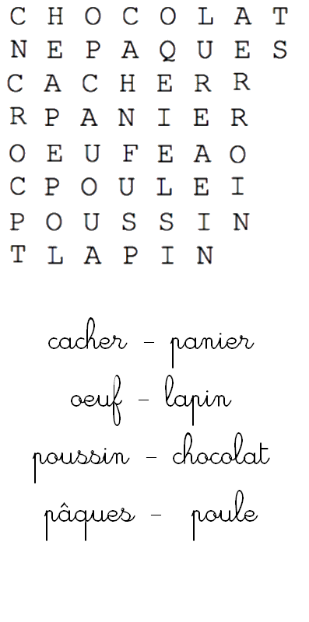 C H O C O L A T
N E P A Q U E S
C A C H E R R
R P A N I E R
O E U F E A O
C P O U L E I
P O U S S I N
T L A P I N
cacher - panier
oeuf - lapin
poussin - chocolat
pâques - poule